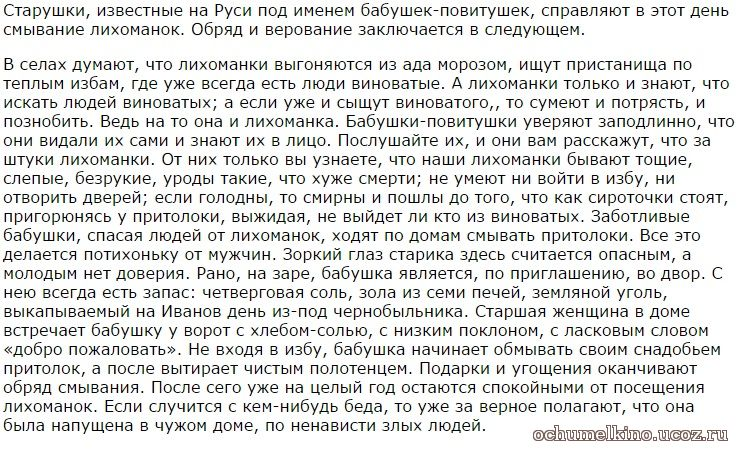 Старушки, известные на Руси под именем бабушек-повитушек, справляют в этот день
смывание лихоманок. Обряд и верование заключается в следующем.
В селах думают, что лихоманки выгоняются из ада морозом, ищут пристанища по
теплым избам, где уже всегда есть люди виноватые. А лихоманки только и знают, что
искать людей виноватых; а если уже и сыщут виноватого,, то сумеют и потрясть, и
познобить. Ведь на то она и лихоманка. Бабушки-повитушки уверяют заподлинно, что
они видали их сами и знают их в лицо. Послушайте их, и они вам расскажут, что за
штуки лихоманки. От них только вы узнаете, что наши лихоманки бывают тощие,
слепые, безрукие, уроды такие, что хуже смерти; не умеют ни войти в избу, ни
отворить дверей; если голодны, то смирны и пошлы до того, что как сироточки стоят,
пригорюнясь у притолоки, выжидая, не выйдет ли кто из виноватых. Заботливые
бабушки, спасая людей от лихоманок, ходят по домам смывать притолоки. Все это
делается потихоньку от мужчин. Зоркий глаз старика здесь считается опасным, а
молодым нет доверия. Рано, на заре, бабушка является, по приглашению, во двор. С
нею всегда есть запас: четверговая соль, зола из семи печей, земляной уголь,
выкапываемый на Иванов день из-под чернобыльника. Старшая женщина в доме
встречает бабушку у ворот с хлебом-солью, с низким поклоном, с ласковым словом
«добро пожаловать». Не входя в избу, бабушка начинает обмывать своим снадобьем
притолок, а после вытирает чистым полотенцем. Подарки и угощения оканчивают
обряд смывания. После сего уже на целый год остаются спокойными от посещения
лихоманок. Если случится с кем-нибудь беда, то уже за верное полагают, что она
была напущена в чужом доме, по ненависти злых людей.
ochumelkino.ucoz.ru